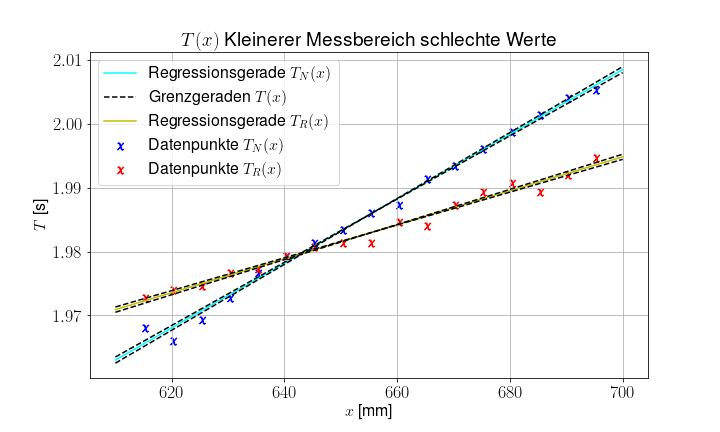 T(x) Kleinerer Messbereich schlechte Werte
2.01
2.00
1.99
1.98
1.97
T [s]
Regressionsgerade T_N(x)
Grenzgeraden T(x)
Regressionsgerade T_R(x)
Datenpunkte T_N(x)
Datenpunkte T_R(x)
620 640 660 680 700
x [mm]